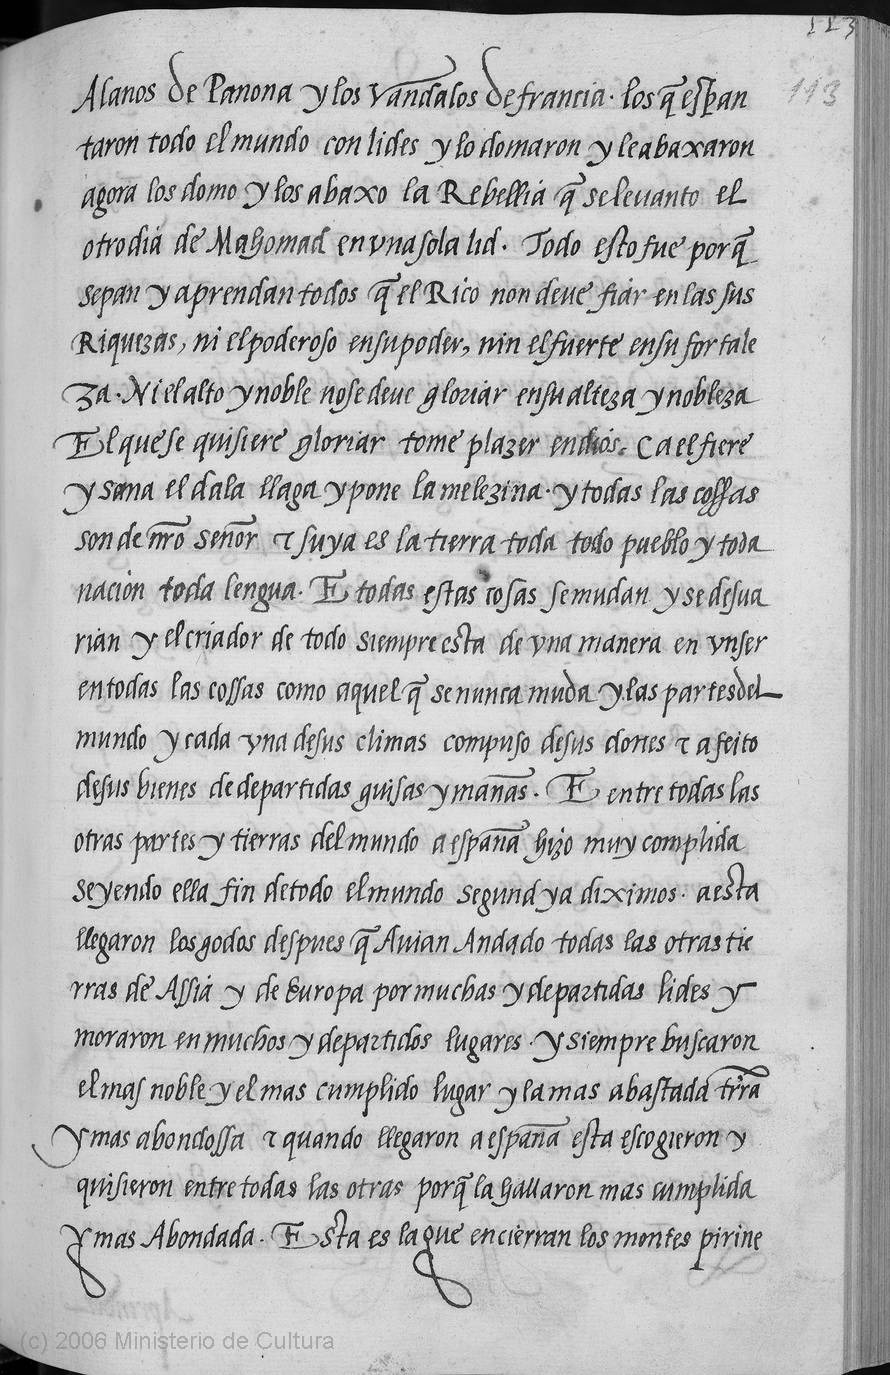 113
113
Alanos de Panona y los Vandalos de francia. los q̃ espan
taron todo el mundo con lides y lo domaron y le abaxaron
agora los domo y los abaxo la Rebellia q̃ se leuanto el
otro dia de Mahomad en vna sola lid. Todo esto fue porq̃
sepan y aprendan todos q̃ el Rico non deve fiar en las sus
Riquezas, ni el poderoso en su poder, nin el fuerte en su fortale
za. Ni el alto y noble no se deve gloriar en su alteza y nobleza
El que se quisiere gloriar tome plazer en dios. Ca el fiere
y sana el da la llaga y pone la melezina. y todas las cossas
son de nr̃o señor τ suya es la tierra toda todo pueblo y toda
nacion toda lengua. E todas estas cosas se mudan y se desua
rian y el criador de todo siempre esta de vna manera en vn ser
en todas las cossas como aquel q̃ se nunca muda y las partes del
mundo y cada vna de sus climas compuso de sus dones τ afeito
de sus bienes de departidas guisas y mañas. E entre todas las
otras partes y tierras del mundo a españa hizo muy complida
seyendo ella fin de todo el mundo segund ya diximos. a esta
llegaron los godos despues q̃ Auian Andado todas las otras tie
rras de Assia y de Europa por muchas y departidas lides y
moraron en muchos y departidos lugares. y siempre buscaron
el mas noble y el mas cumplido lugar y la mas abastada trr̃a
y mas abondossa τ quando llegaron a españa esta escogieron y
quisieron entre todas las otras porq̃ la hallaron mas cumplida
y mas Abondada. Esta es la que encierran los montes pirine
(c) 2006 Ministerio de Cultura